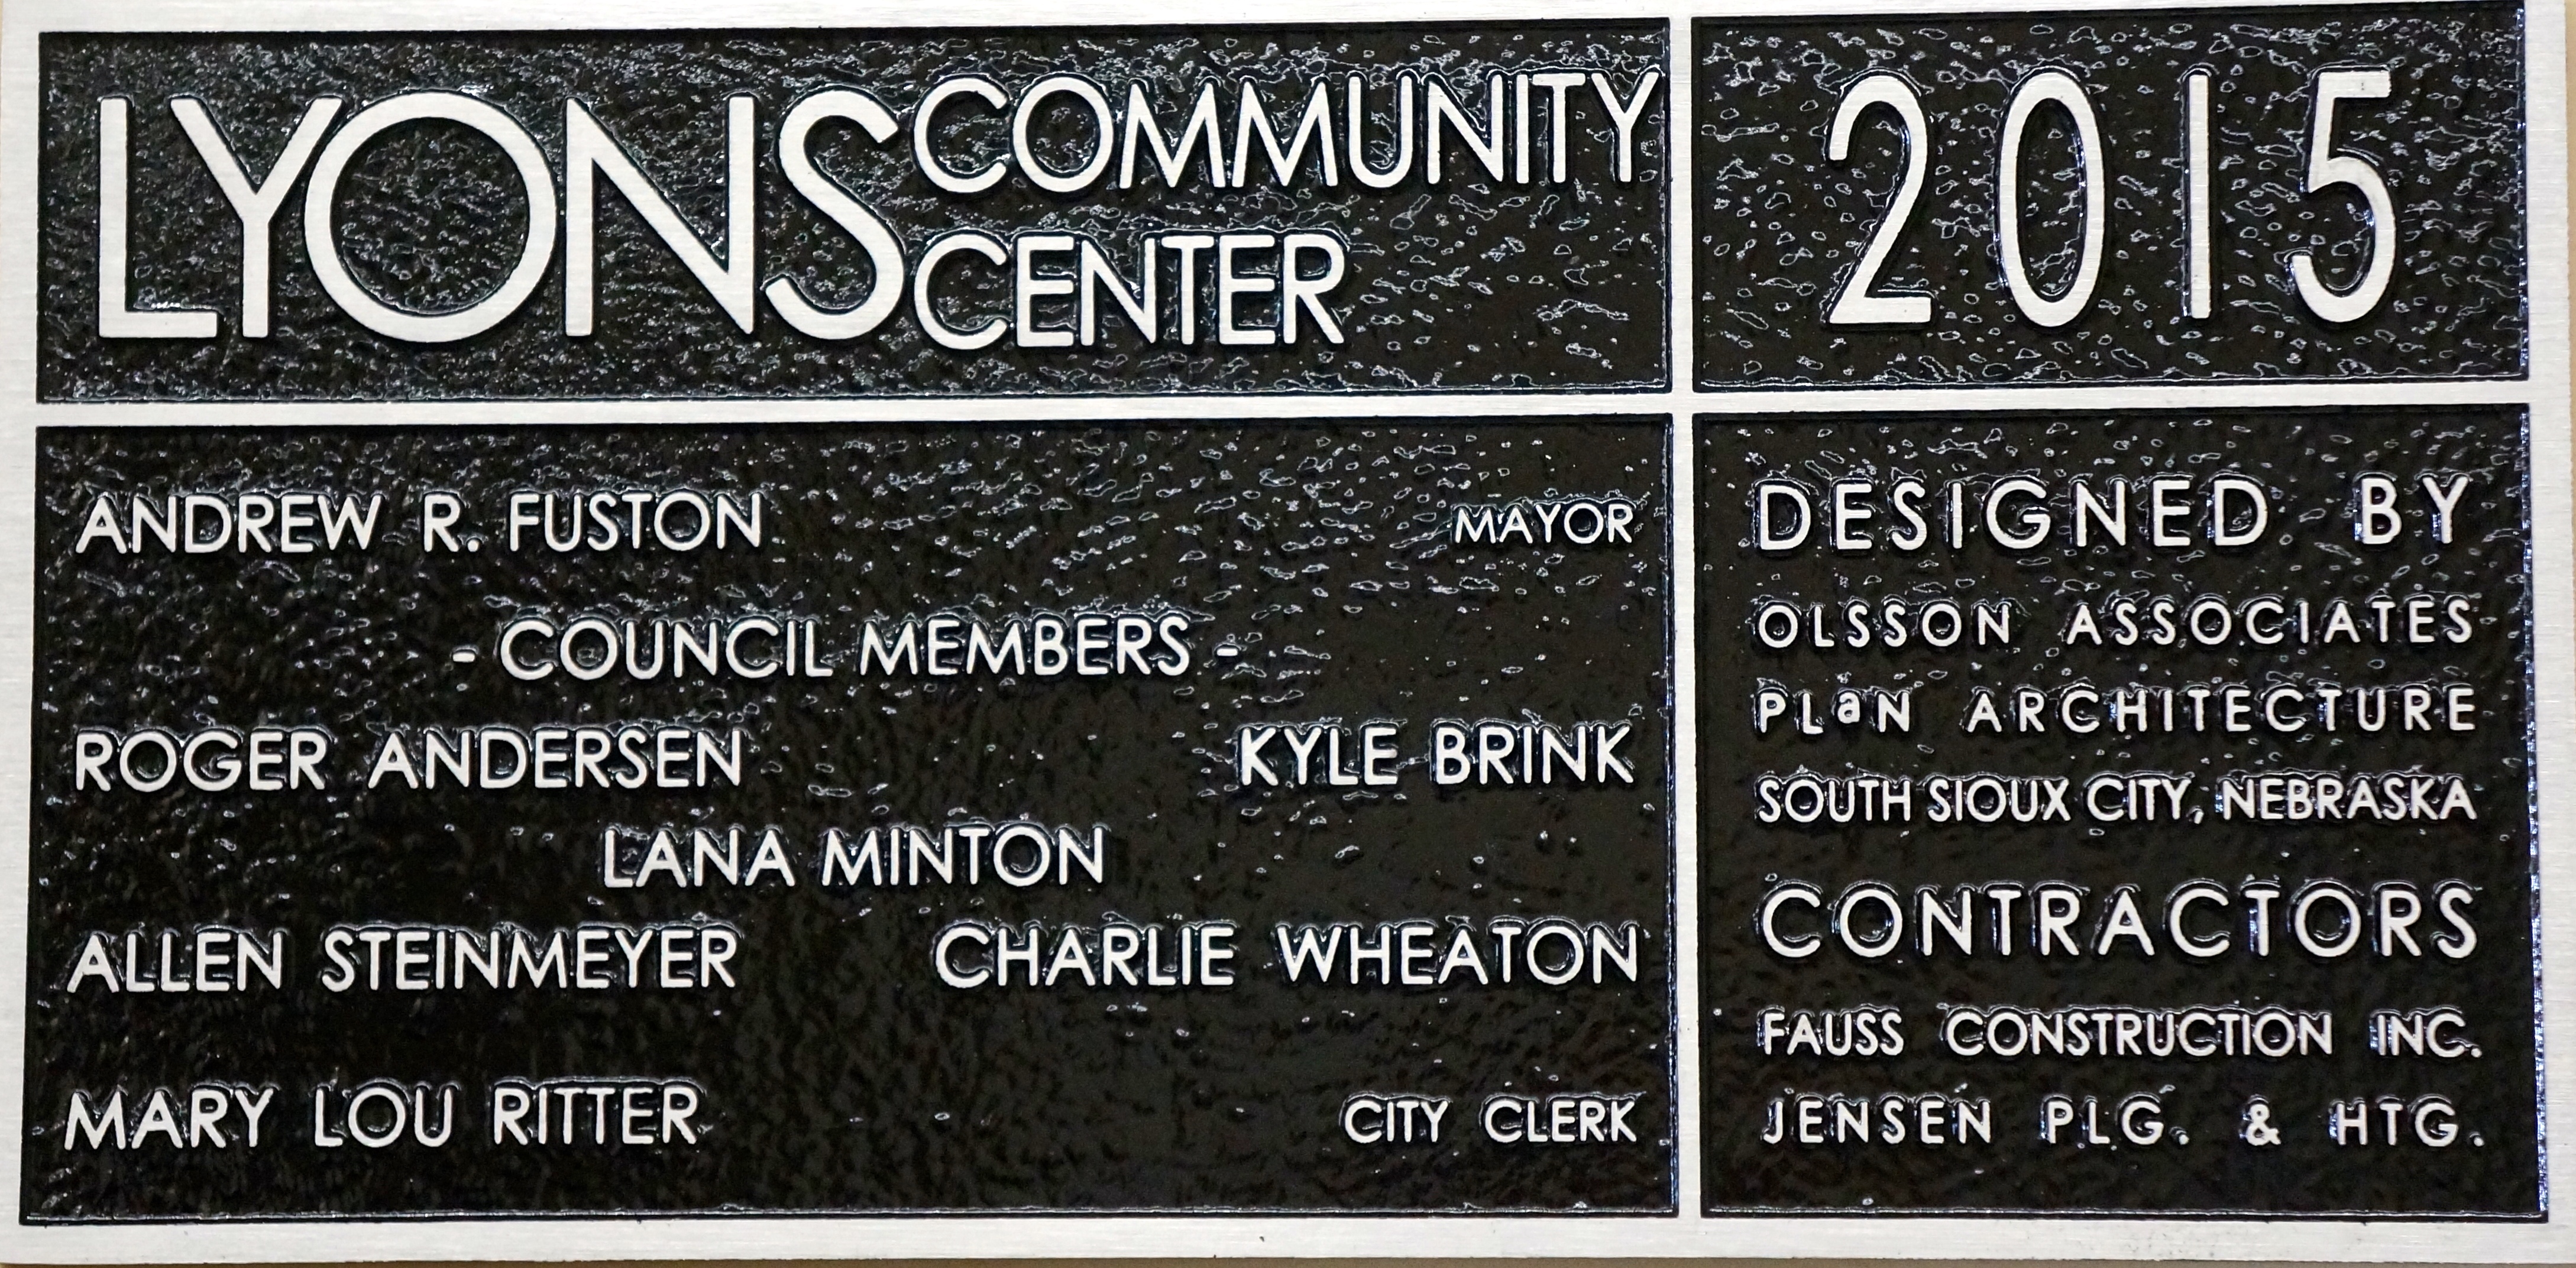 LYONS COMMUNITY CENTER
2015
ANDREW R. FUSTON MAYOR
- COUNCIL MEMBERS -
ROGER ANDERSEN KYLE BRINK
LANA MINTON
ALLEN STEINMEYER CHARLIE WHEATON
MARY LOU RITTER CITY CLERK
DESIGNED BY
OLSSON ASSOCIATES
PLaN ARCHITECTURE
SOUTH SIOUX CITY, NEBRASKA
CONTRACTORS
FAUSS CONSTRUCTION INC.
JENSEN PLG. & HTG.